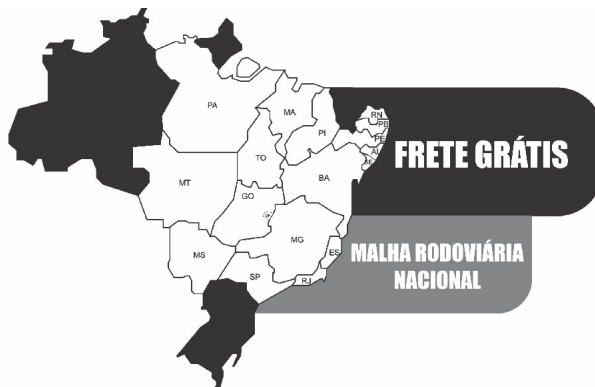 PA
MA
RN
PB
PI
PE
AL
SE
TO
MT
BA
GO
DF
MG
ES
MS
SP
RJ
FRETE GRÁTIS
MALHA RODOVIÁRIA
NACIONAL